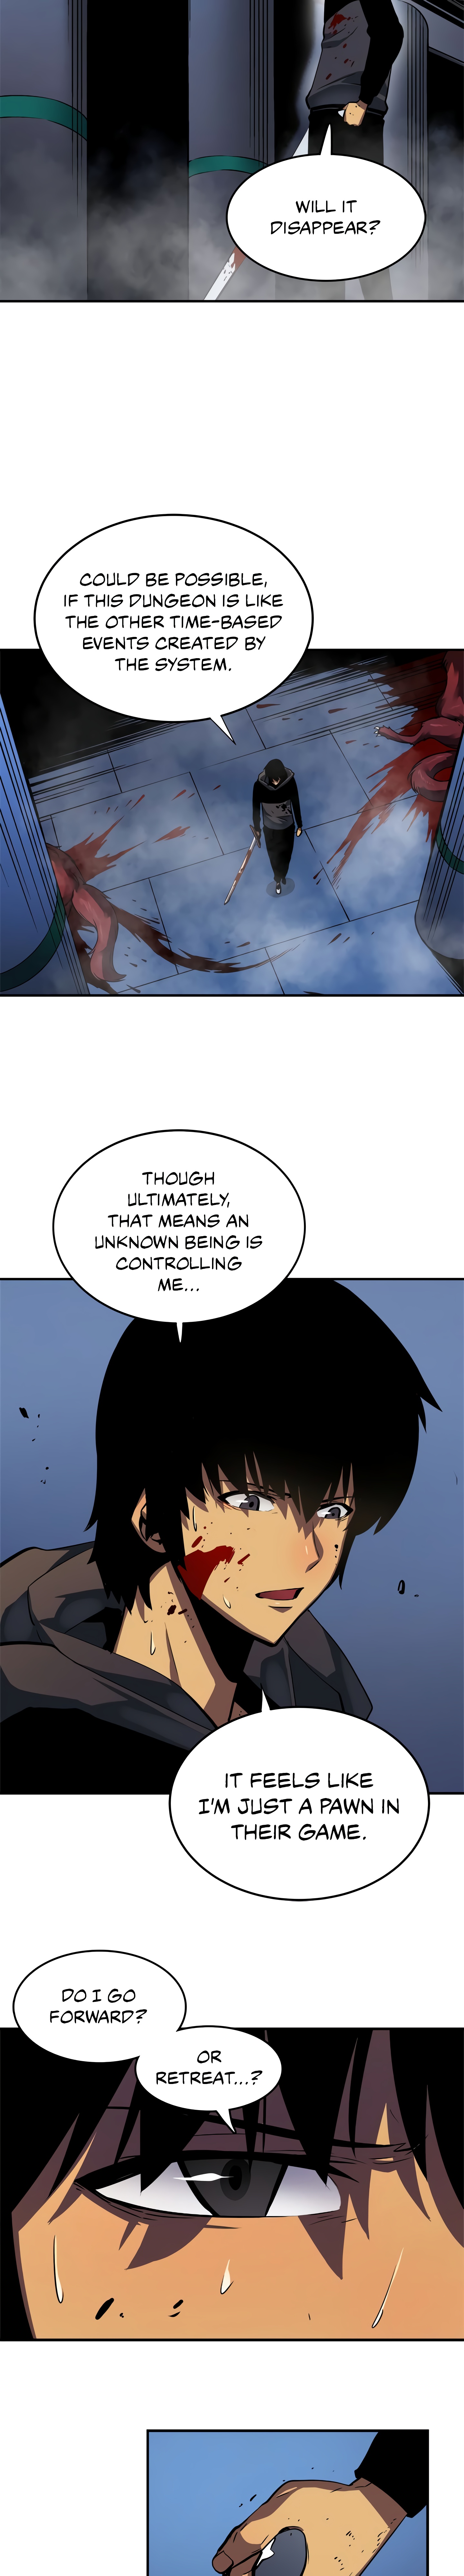 WILL IT
DISAPPEAR?
COULD BE POSSIBLE,
IF THIS DUNGEON IS LIKE
THE OTHER TIME-BASED
EVENTS CREATED BY
THE SYSTEM.
THOUGH
ULTIMATELY,
THAT MEANS AN
UNKNOWN BEING IS
CONTROLLING
ME...
IT FEELS LIKE
I'M JUST A PAWN IN
THEIR GAME.
DO I GO
FORWARD?
OR
RETREAT...?